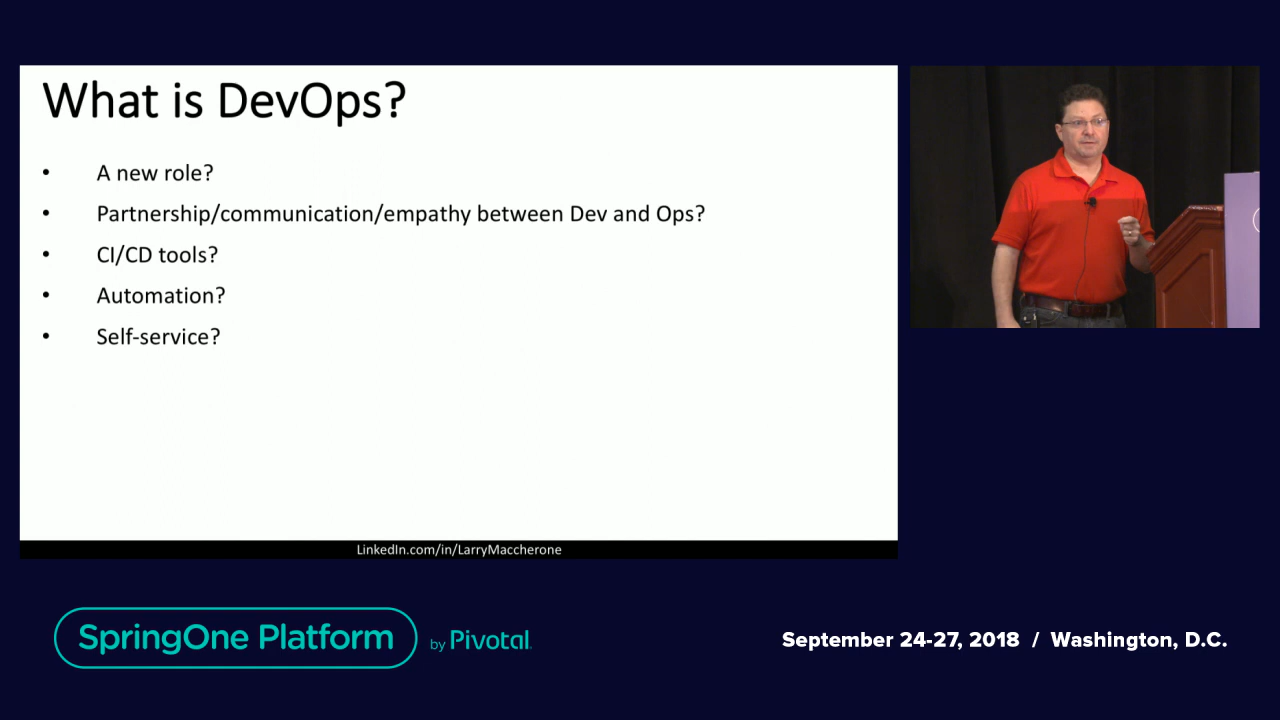 What is DevOps?
• A new role?
• Partnership/communication/empathy between Dev and Ops?
• CI/CD tools?
• Automation?
• Self-service?
LinkedIn.com/in/LarryMaccherone
SpringOne Platform by Pivotal.
September 24-27, 2018 / Washington, D.C.